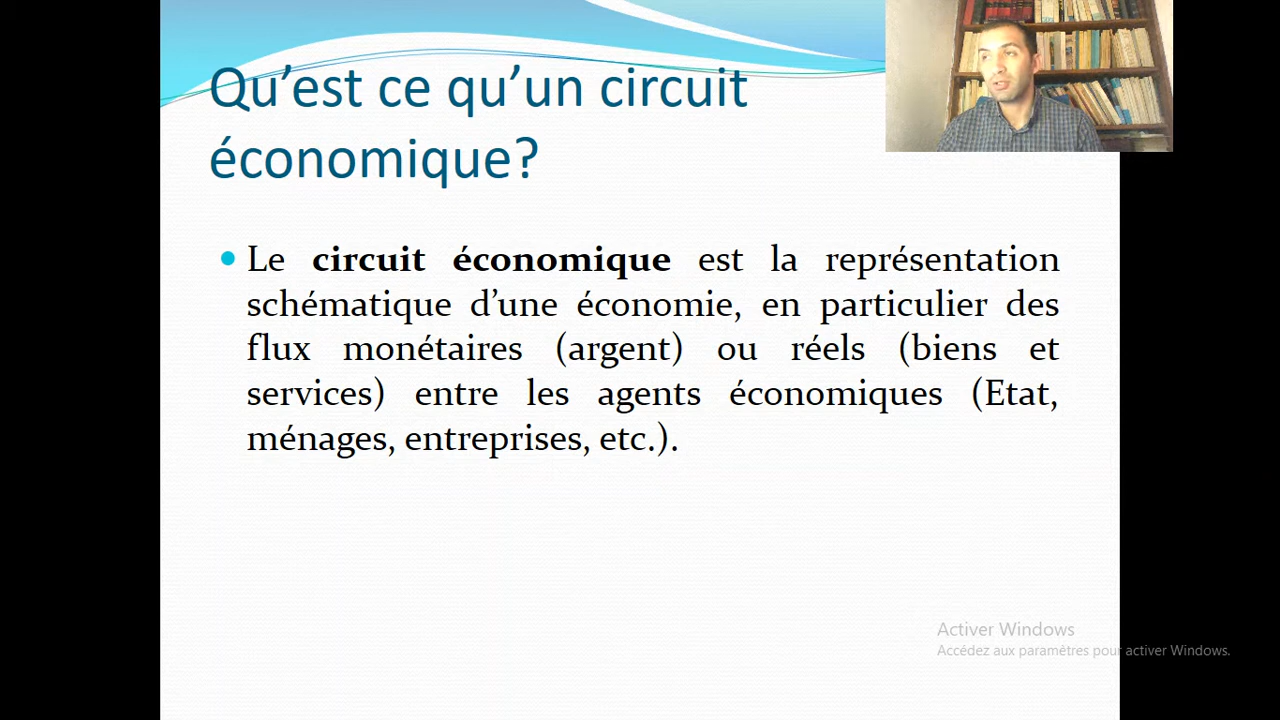 Qu’est ce qu’un circuit
économique?
Le circuit économique est la représentation
schématique d’une économie, en particulier des
flux monétaires (argent) ou réels (biens et
services) entre les agents économiques (Etat,
ménages, entreprises, etc.).
Activer Windows
Accédez aux paramètres pour activer Windows.